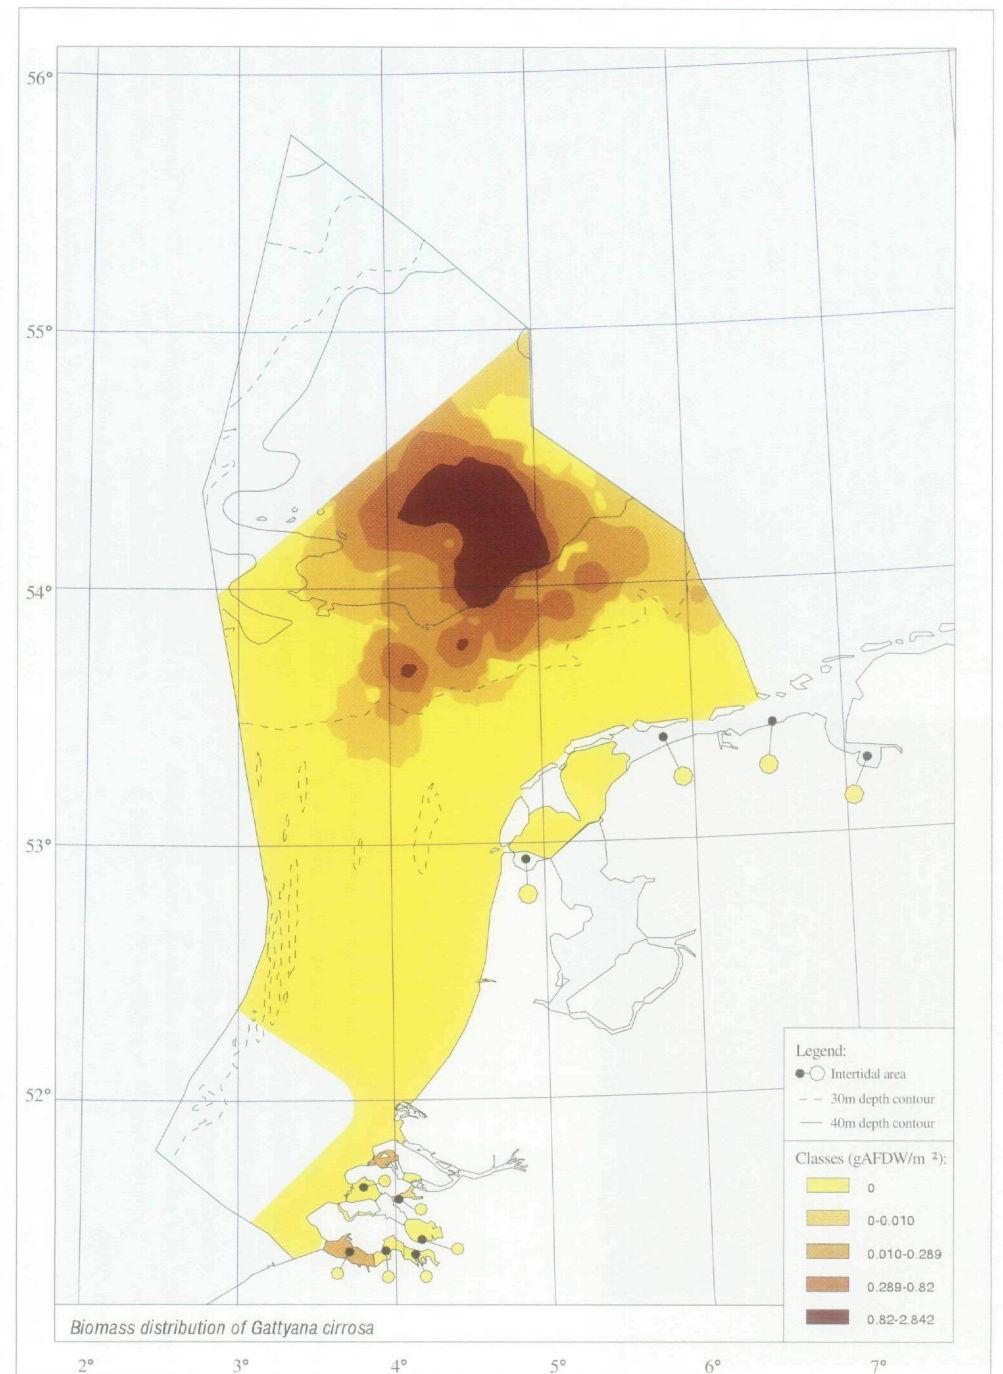 56°
55°
54°
53°
52°
Legend:
Intertidal area
30m depth contour
40m depth contour
Classes (gAFDW/m ²):
0
0-0.010
0.010-0.289
0.289-0.82
0.82-2.842
Biomass distribution of Gattyana cirrosa
2° 3° 4° 5° 6° 7°